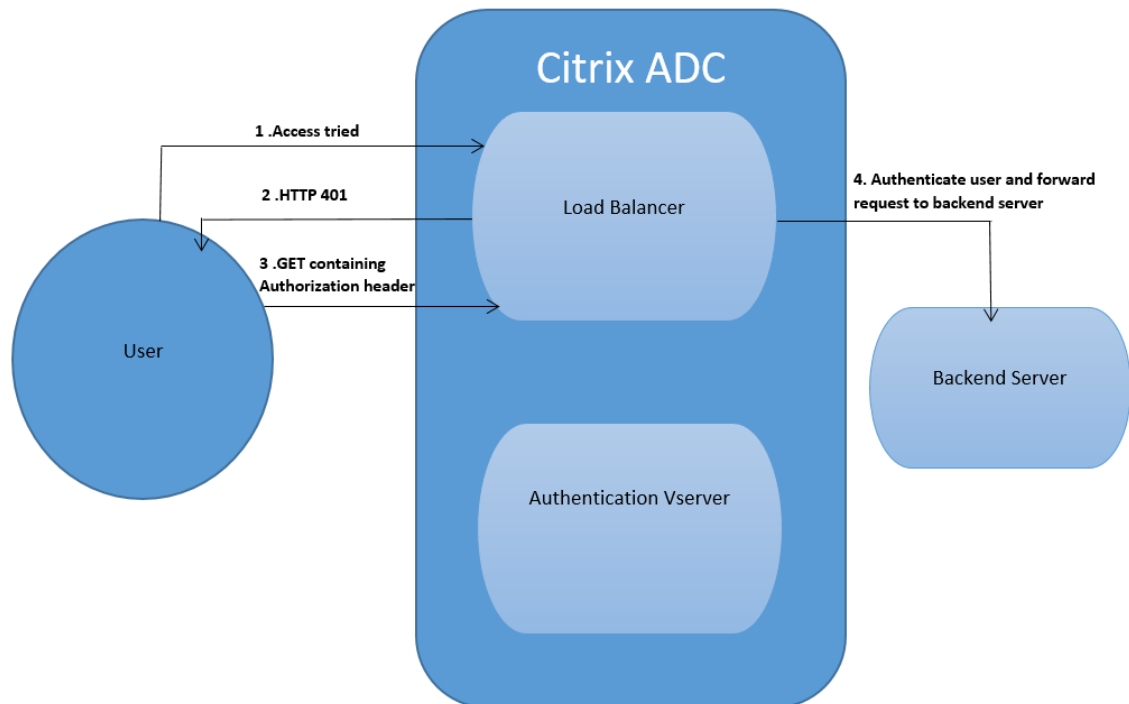 Citrix ADC
1 .Access tried
2 .HTTP 401
3 .GET containing
Authorization header
Load Balancer
4. Authenticate user and forward
request to backend server
User
Backend Server
Authentication Vserver